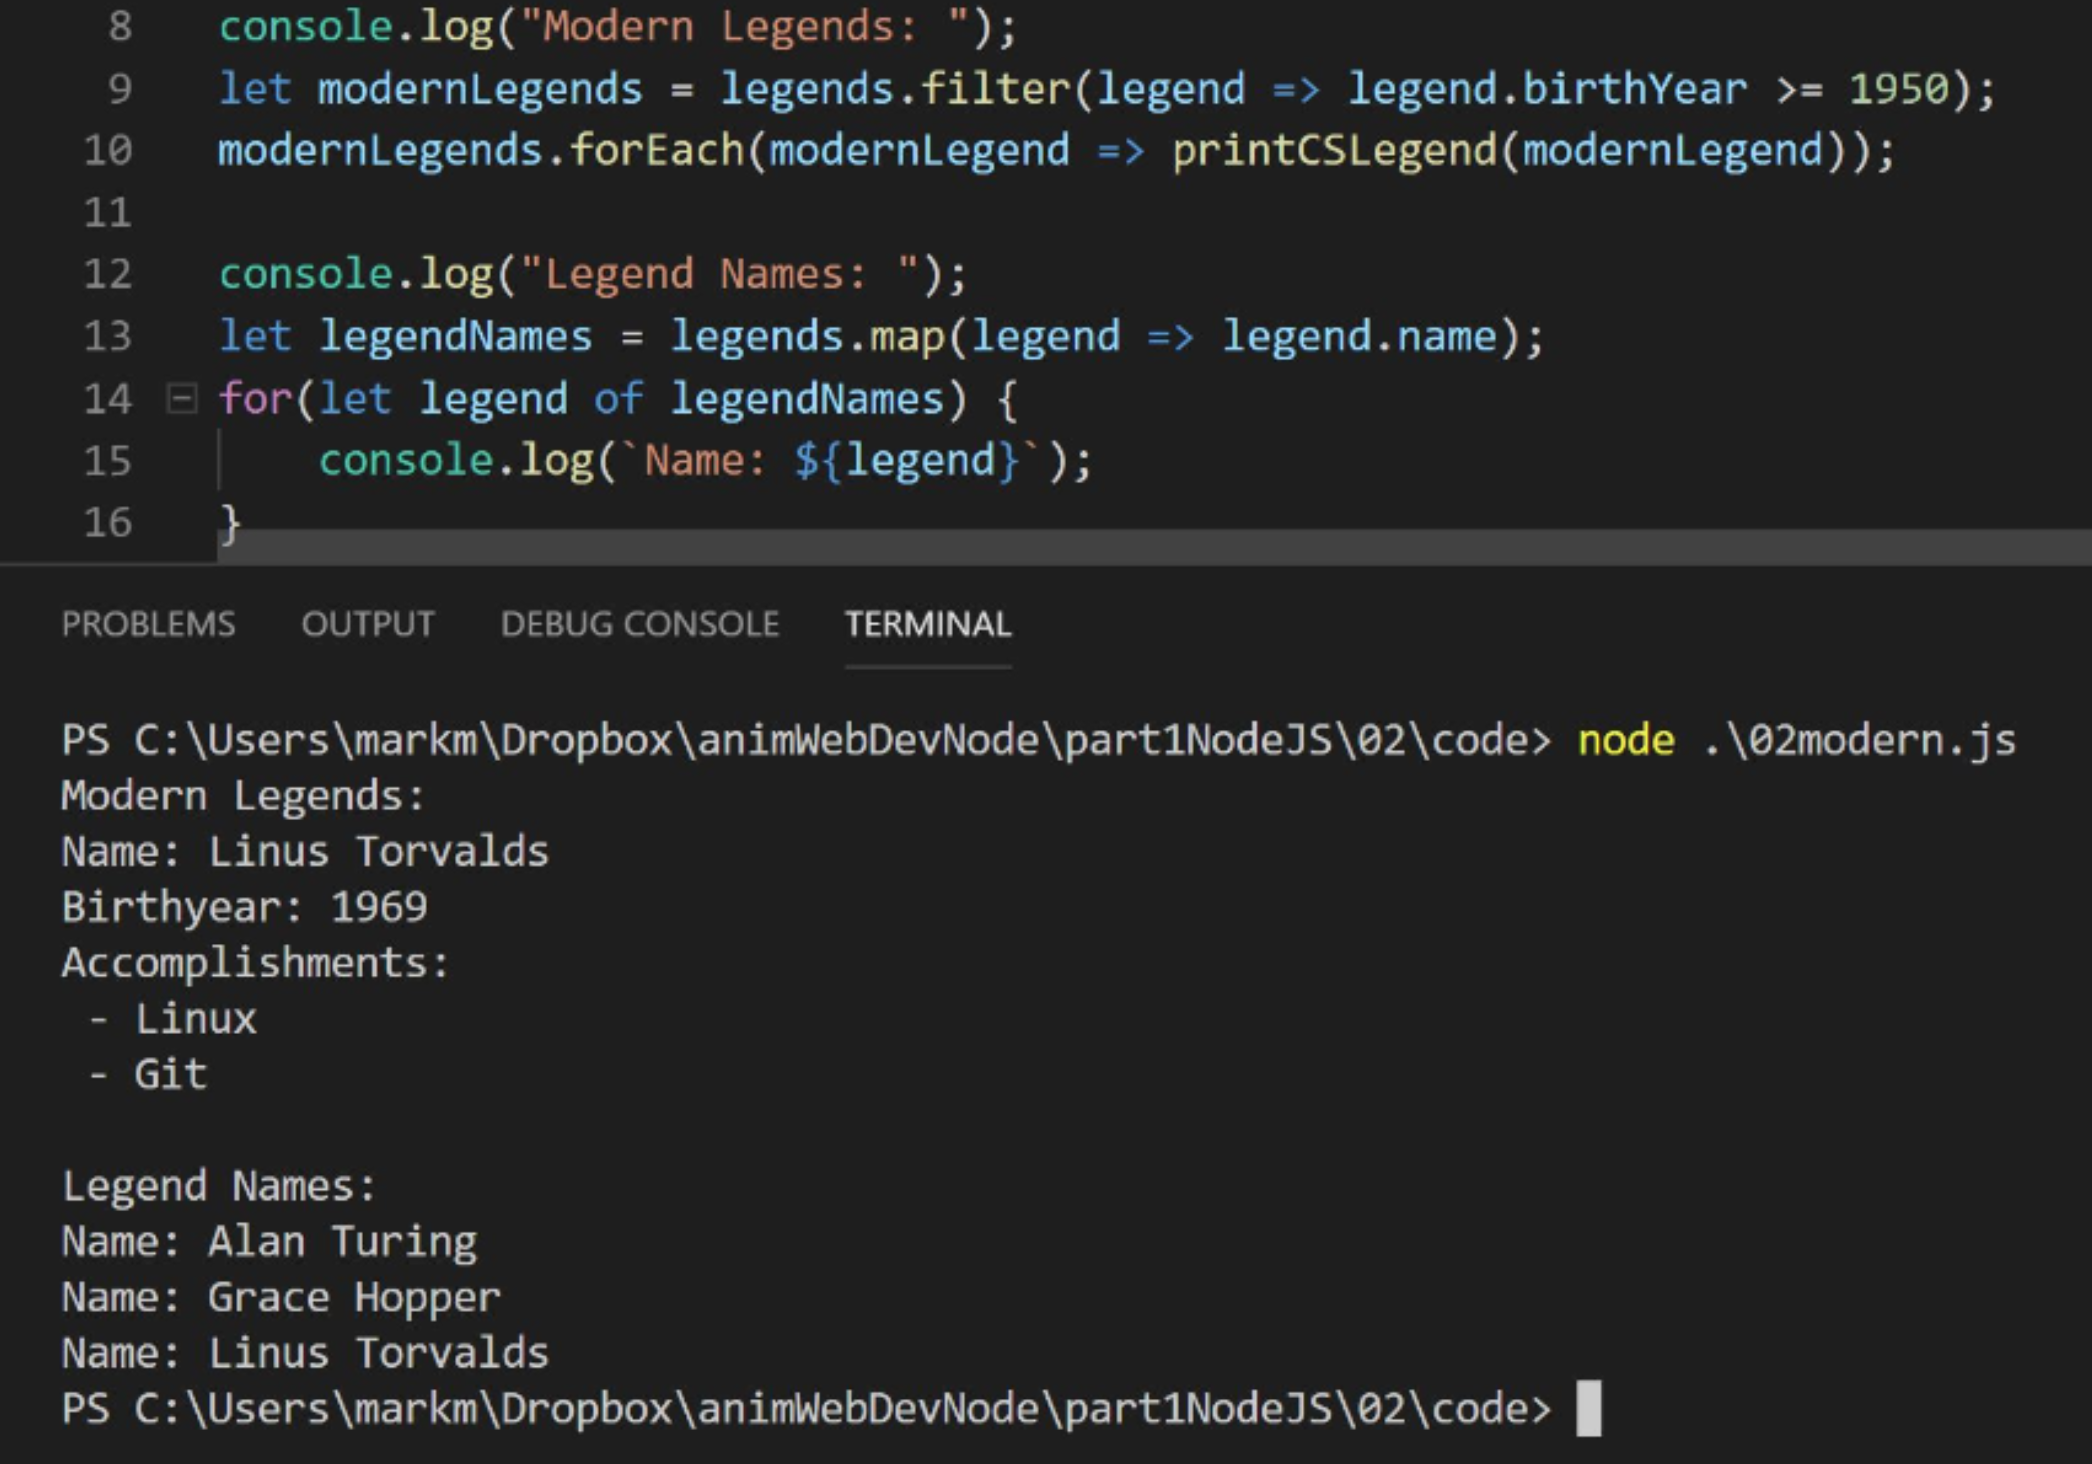 8 console.log("Modern Legends: ");
9 let modernLegends = legends.filter(legend => legend.birthYear >= 1950);
10 modernLegends.forEach(modernLegend => printCSLegend(modernLegend));
11
12 console.log("Legend Names: ");
13 let legendNames = legends.map(legend => legend.name);
14 for(let legend of legendNames) {
15 console.log(`Name: ${legend}`);
16 }
PROBLEMS OUTPUT DEBUG CONSOLE TERMINAL
PS C:\Users\markm\Dropbox\animWebDevNode\part1NodeJS\02\code> node .\02modern.js
Modern Legends:
Name: Linus Torvalds
Birthyear: 1969
Accomplishments:
- Linux
- Git
Legend Names:
Name: Alan Turing
Name: Grace Hopper
Name: Linus Torvalds
PS C:\Users\markm\Dropbox\animWebDevNode\part1NodeJS\02\code>